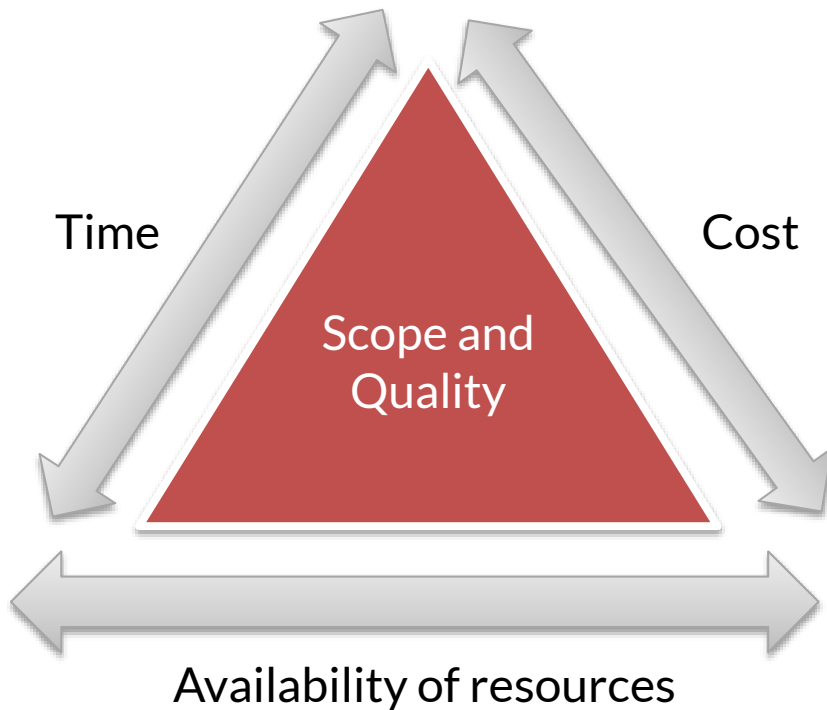 Time
Cost
Scope and
Quality
Availability of resources